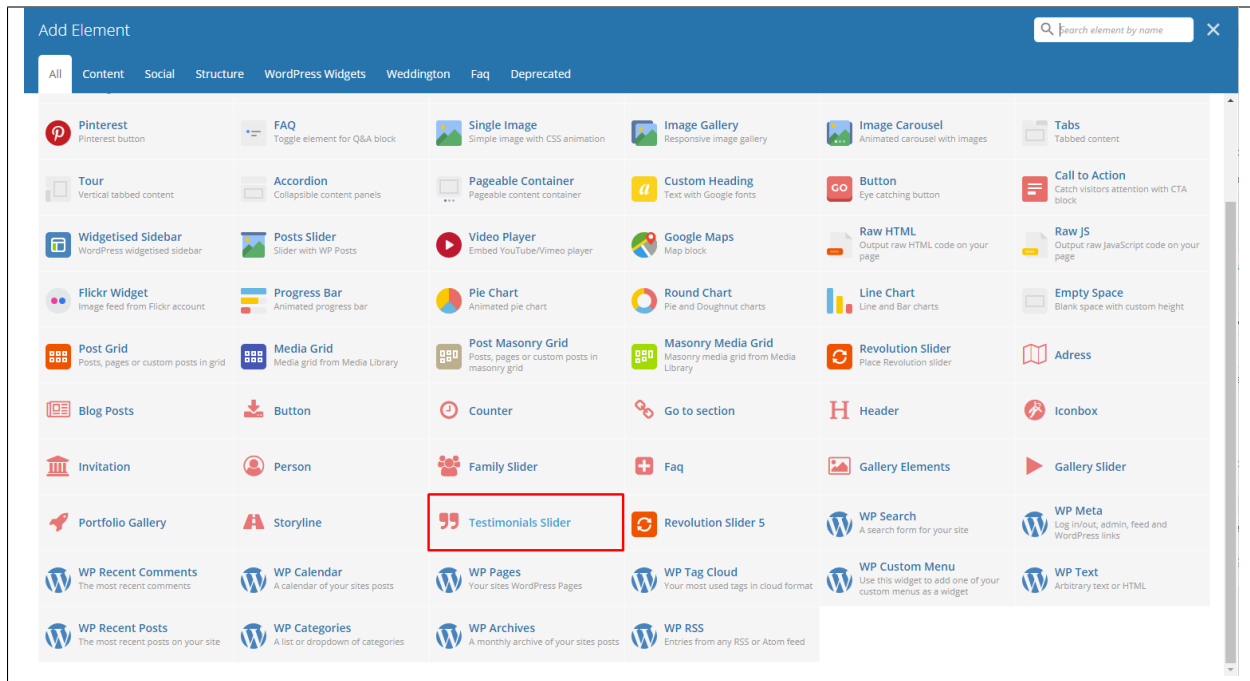 Add Element
Search element by name
All Content Social Structure WordPress Widgets Weddington Faq Deprecated
Pinterest
Pinterest button
FAQ
Toggle element for Q&A block
Single Image
Simple image with CSS animation
Image Gallery
Responsive image gallery
Image Carousel
Animated carousel with images
Tabs
Tabbed content
Tour
Vertical tabbed content
Accordion
Collapsible content panels
Pageable Container
Pageable content container
a
Custom Heading
Text with Google fonts
GO
Button
Eye catching button
Call to Action
Catch visitors attention with CTA
block
Widgetised Sidebar
WordPress widgetised sidebar
Posts Slider
Slider with WP Posts
Video Player
Embed YouTube/Vimeo player
Google Maps
Map block
Raw HTML
Output raw HTML code on your
page
Raw JS
Output raw JavaScript code on your
page
Flickr Widget
Image feed from Flickr account
Progress Bar
Animated progress bar
Pie Chart
Animated pie chart
Round Chart
Pie and Doughnut charts
Line Chart
Line and Bar charts
Empty Space
Blank space with custom height
Post Grid
Posts, pages or custom posts in grid
Media Grid
Media grid from Media Library
Post Masonry Grid
Posts, pages or custom posts in
masonry grid
Masonry Media Grid
Masonry media grid from Media
Library
Revolution Slider
Place Revolution slider
Adress
Blog Posts
Button
Counter
Go to section
H
Header
Iconbox
Invitation
Person
Family Slider
Faq
Gallery Elements
Gallery Slider
Portfolio Gallery
Storyline
Testimonials Slider
Revolution Slider 5
WP Search
A search form for your site
WP Meta
Log in/out, admin, feed and
WordPress links
WP Recent Comments
The most recent comments
WP Calendar
A calendar of your sites posts
WP Pages
Your sites WordPress Pages
WP Tag Cloud
Your most used tags in cloud format
WP Custom Menu
Use this widget to add one of your
custom menus as a widget
WP Text
Arbitrary text or HTML
WP Recent Posts
The most recent posts on your site
WP Categories
A list or dropdown of categories
WP Archives
A monthly archive of your sites posts
WP RSS
Entries from any RSS or Atom feed